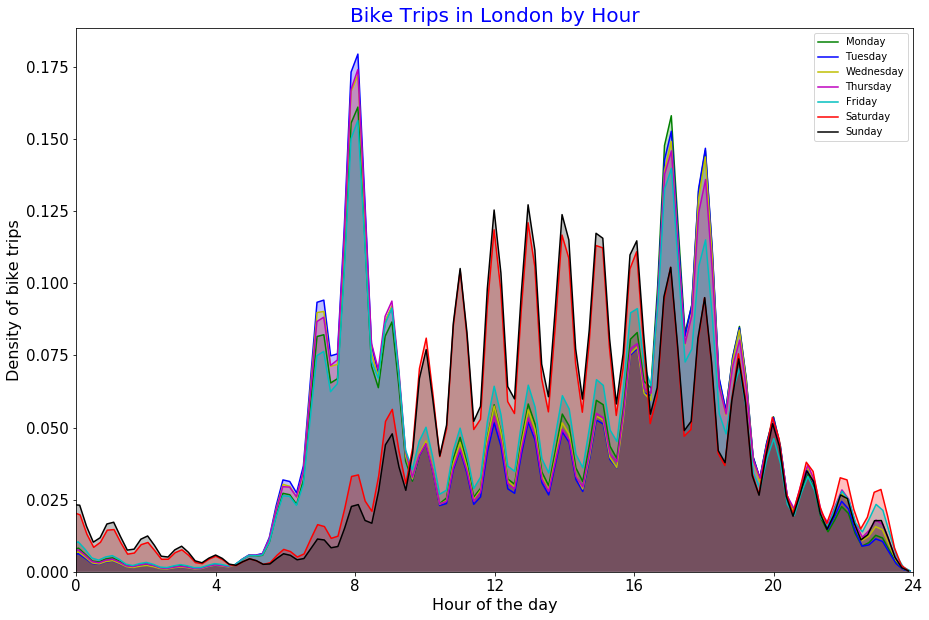 Bike Trips in London by Hour
Monday
Tuesday
Wednesday
Thursday
Friday
Saturday
Sunday
Density of bike trips
0.175
0.150
0.125
0.100
0.075
0.050
0.025
0.000
0 4 8 12 16 20 24
Hour of the day